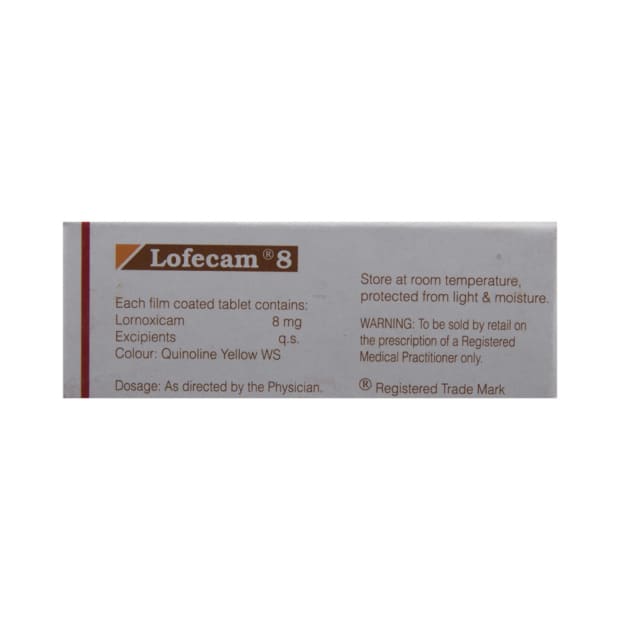 Lofecam ® 8
Each film coated tablet contains:
Lornoxicam 8 mg
Excipients q.s.
Colour: Quinoline Yellow WS
Dosage: As directed by the Physician.
Store at room temperature,
protected from light & moisture.
WARNING: To be sold by retail on
the prescription of a Registered
Medical Practitioner only.
® Registered Trade Mark